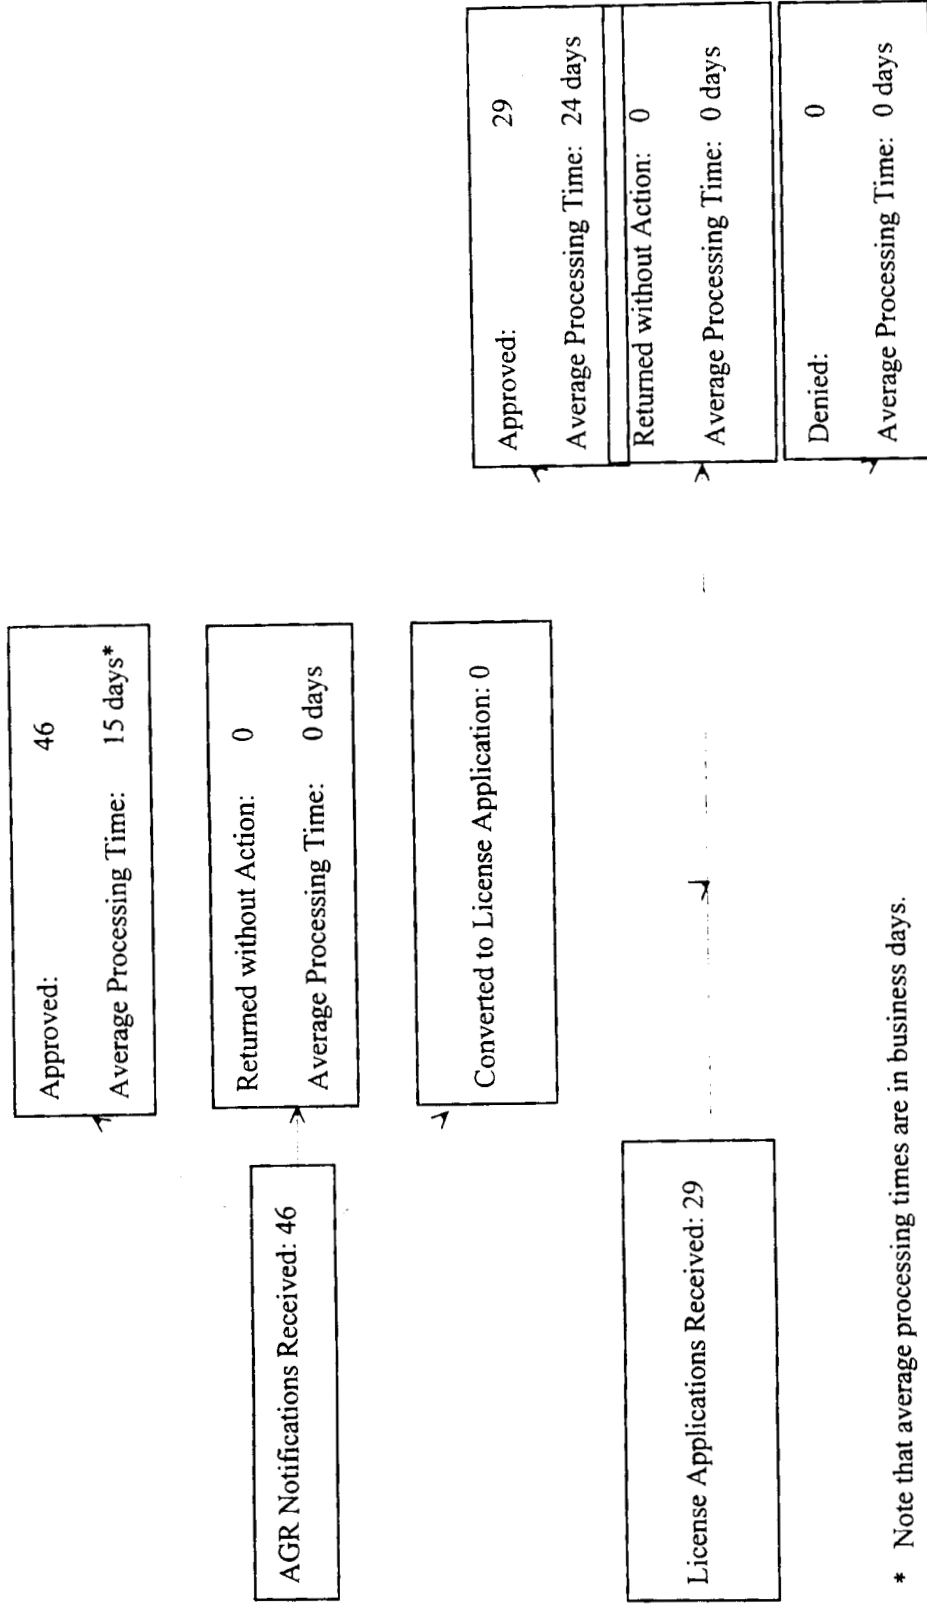 Approved: 46
Average Processing Time: 15 days*
AGR Notifications Received: 46
Returned without Action: 0
Average Processing Time: 0 days
Converted to License Application: 0
License Applications Received: 29
Approved: 29
Average Processing Time: 24 days
Returned without Action: 0
Average Processing Time: 0 days
Denied: 0
Average Processing Time: 0 days
* Note that average processing times are in business days.